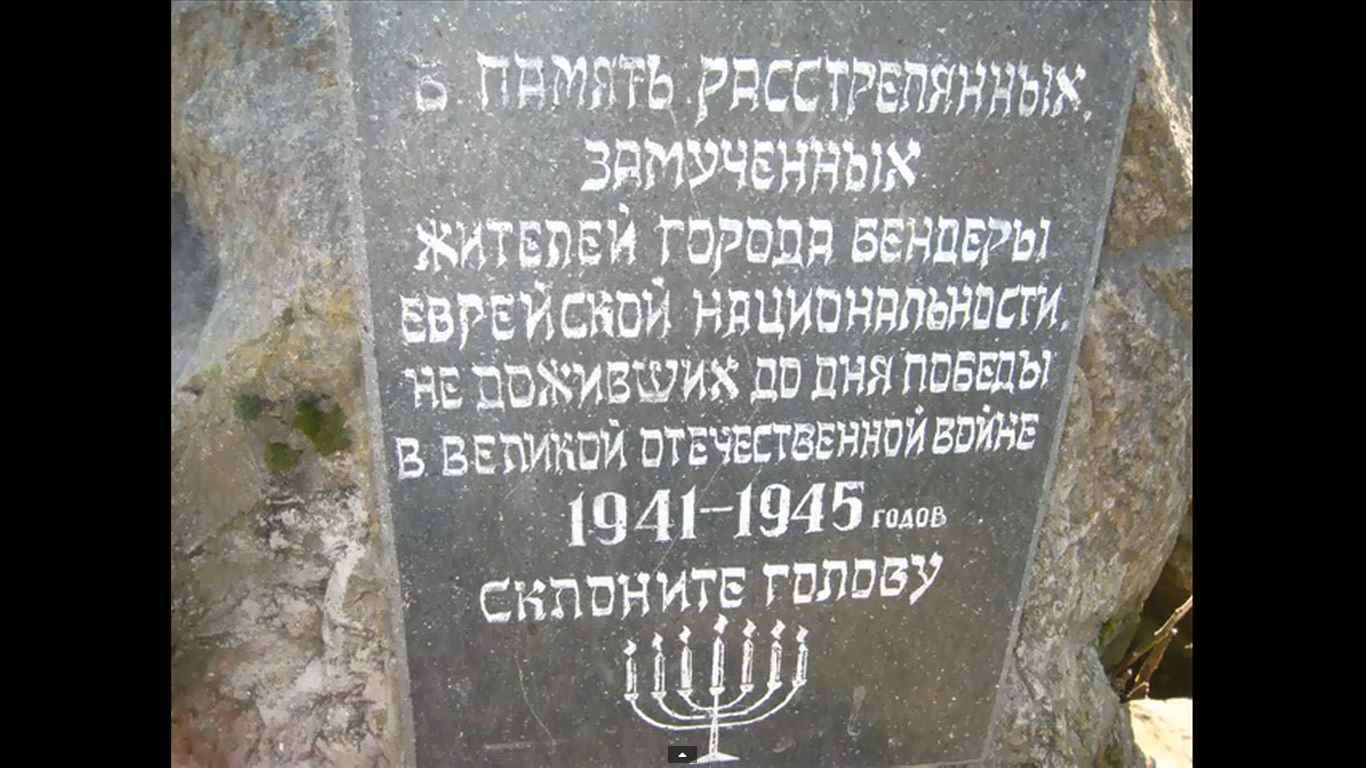 В ПАМЯТЬ РАССТРЕЛЯННЫХ,
ЗАМУЧЕННЫХ
ЖИТЕЛЕЙ ГОРОДА БЕНДЕРЫ
ЕВРЕЙСКОЙ НАЦИОНАЛЬНОСТИ,
НЕ ДОЖИВШИХ ДО ДНЯ ПОБЕДЫ
В ВЕЛИКОЙ ОТЕЧЕСТВЕННОЙ ВОЙНЕ
1941–1945 ГОДОВ
СКЛОНИТЕ ГОЛОВУ